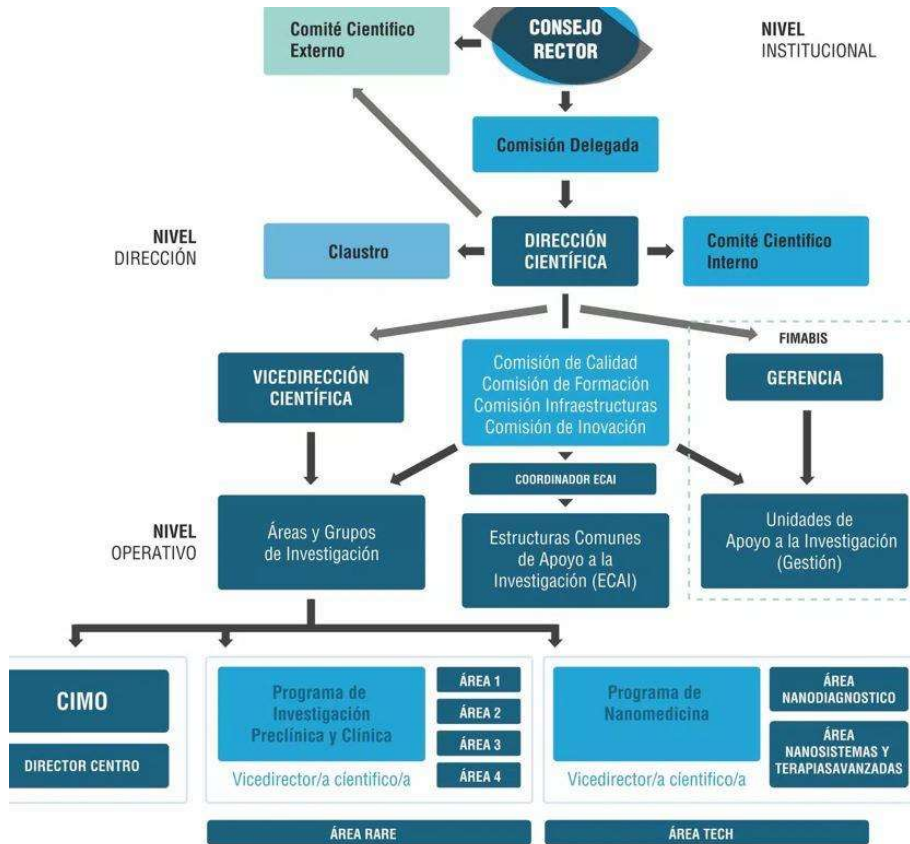 Comité Científico
Externo
CONSEJO
RECTOR
NIVEL
INSTITUCIONAL
Comisión Delegada
NIVEL
DIRECCIÓN
Claustro
DIRECCIÓN
CIENTÍFICA
Comité Científico
Interno
VICEDIRECCIÓN
CIENTÍFICA
Comisión de Calidad
Comisión de Formación
Comisión Infraestructuras
Comisión de Inovación
FIMABIS
GERENCIA
COORDINADOR ECAI
NIVEL
OPERATIVO
Áreas y Grupos
de Investigación
Estructuras Comunes
de Apoyo a la
Investigación (ECAI)
Unidades de
Apoyo a la Investigación
(Gestión)
CIMO
DIRECTOR CENTRO
Programa de
Investigación
Preclínica y Clínica
Vicedirector/a científico/a
ÁREA 1
ÁREA 2
ÁREA 3
ÁREA 4
Programa de
Nanomedicina
Vicedirector/a científico/a
ÁREA
NANODIAGNOSTICO
ÁREA
NANOSISTEMAS Y
TERAPIASAVANZADAS
ÁREA RARE
ÁREA TECH